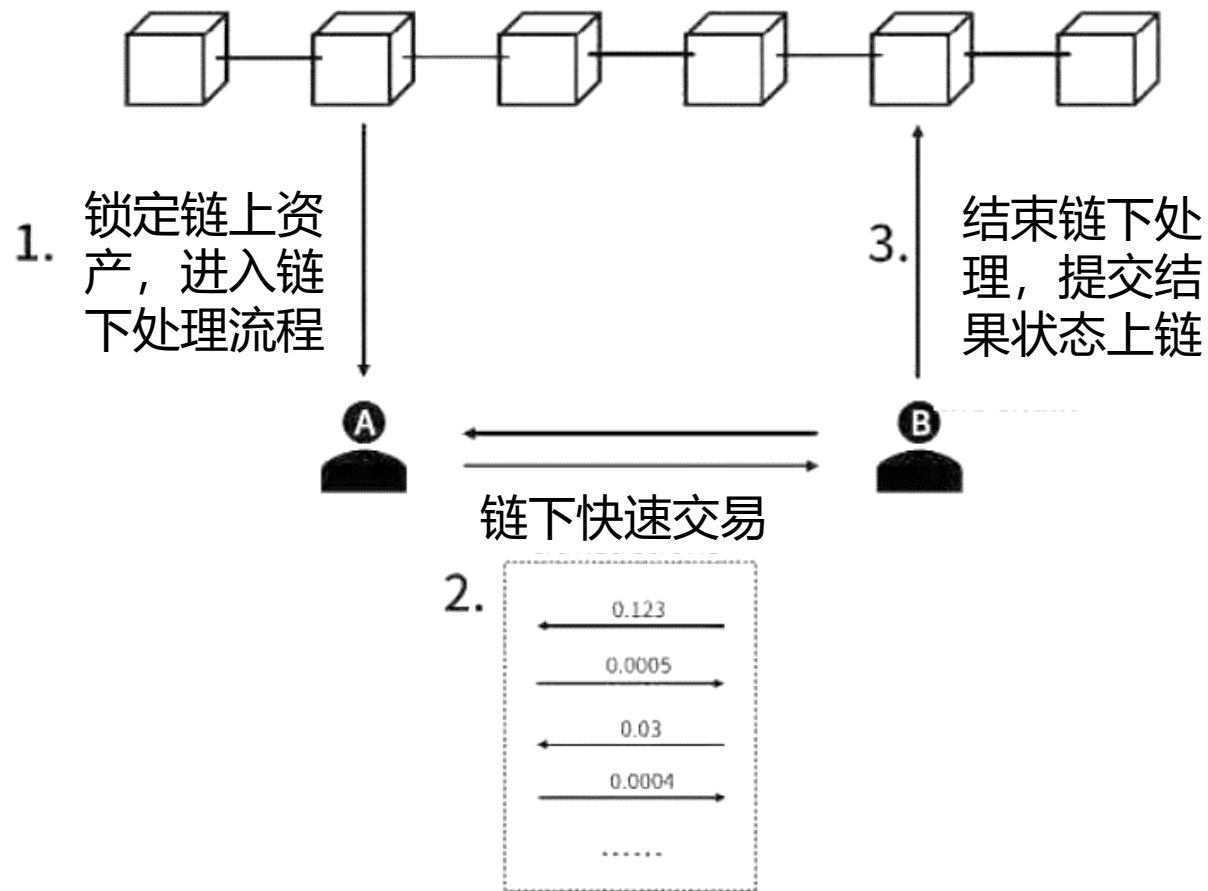 1.
锁定链上资
产，进入链
下处理流程
3.
结束链下处
理，提交结
果状态上链
A
B
链下快速交易
2.
0.123
0.0005
0.03
0.0004
......